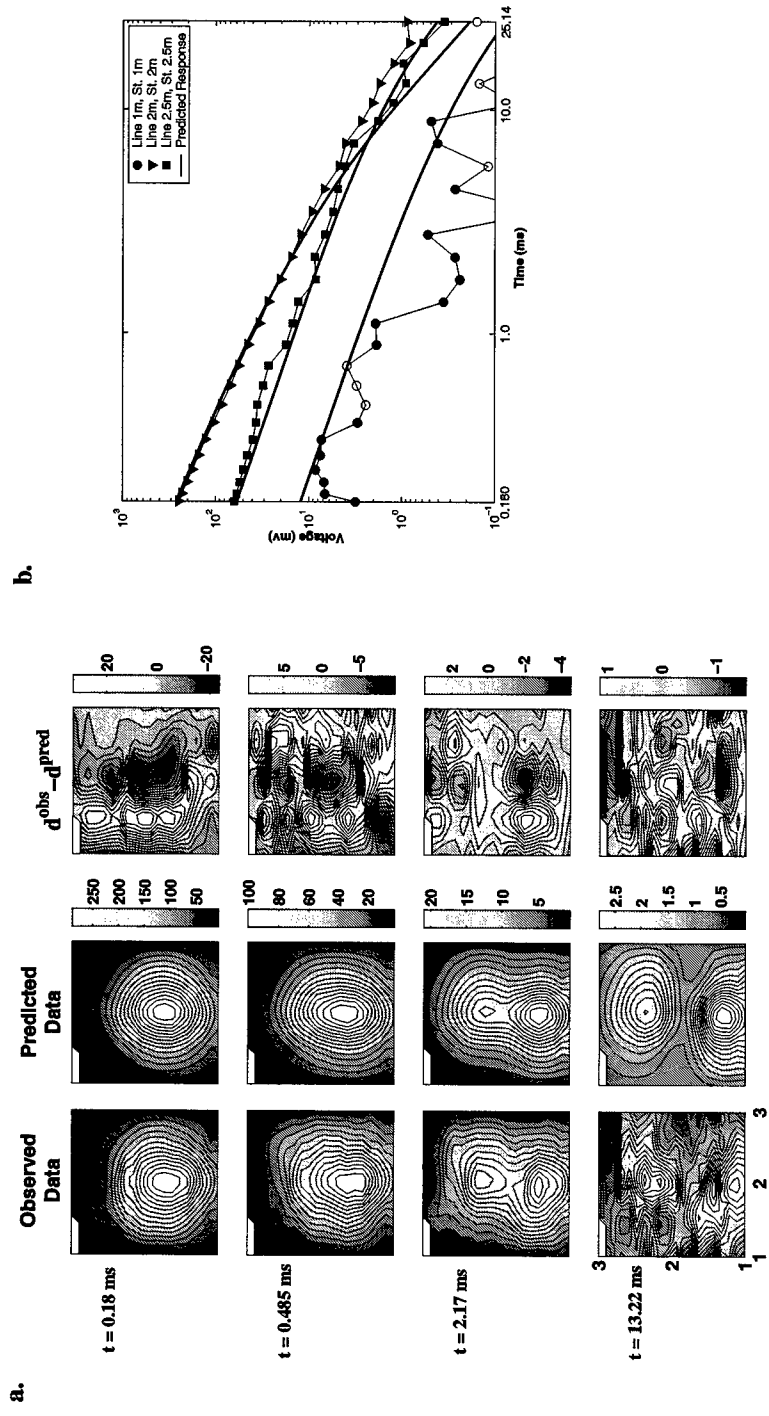 a.
Observed
Data
Predicted
Data
d^obs–d^pred
t = 0.18 ms
250
200
150
100
50
20
0
-20
t = 0.485 ms
100
80
60
40
20
5
0
-5
t = 2.17 ms
20
15
10
5
2
0
-2
-4
t = 13.22 ms
3
2
1
1
2
3
2.5
2
1.5
1
0.5
1
0
-1
b.
Line 1m, St. 1m
Line 2m, St. 2m
Line 2.5m, St. 2.5m
Predicted Response
Voltage (mv)
10^3
10^2
10^1
10^0
10^-1
0.180
1.0
10.0
25.14
Time (ms)